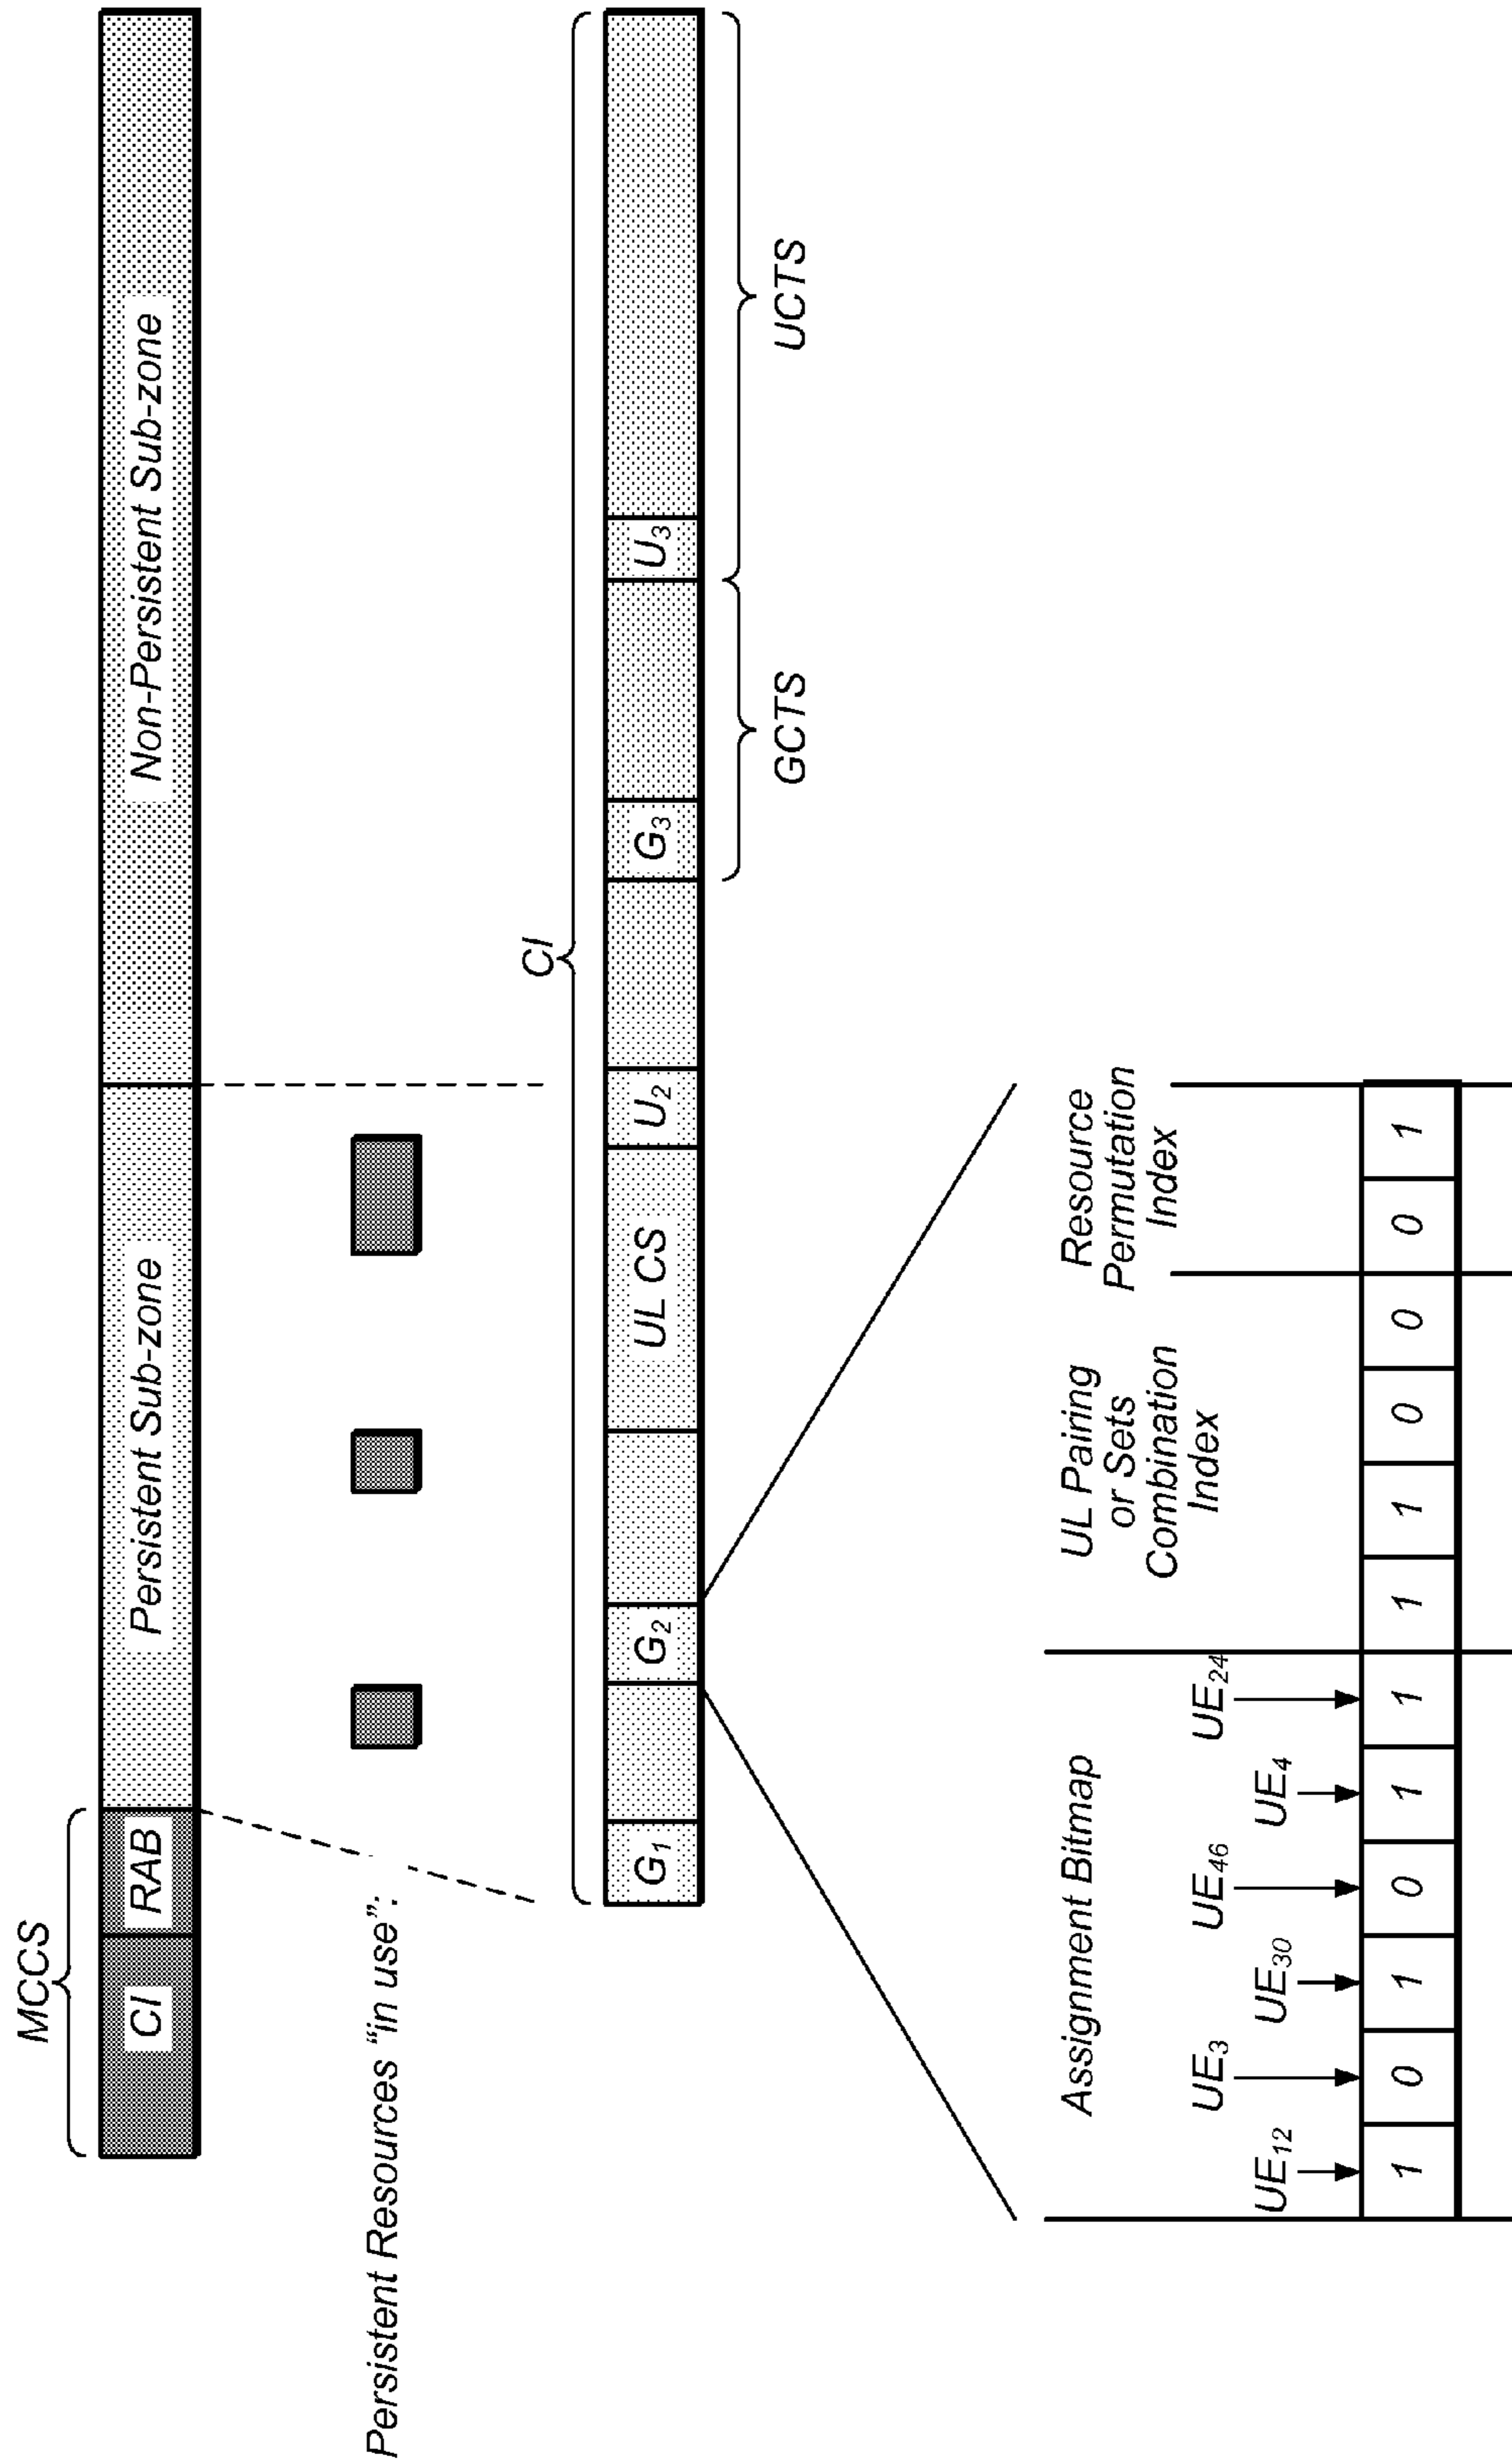 MCCS
CI
RAB
Persistent Sub-zone
Non-Persistent Sub-zone
Persistent Resources “in use”:
CI
G1
G2
UL CS
U2
G3
U3
GCTS
UCTS
Assignment Bitmap
UL Pairing
or Sets
Combination
Index
Resource
Permutation
Index
UE3
UE46
UE24
UE12
UE30
UE4
1 0 1 0 1 1 1 1 0 0 0 1